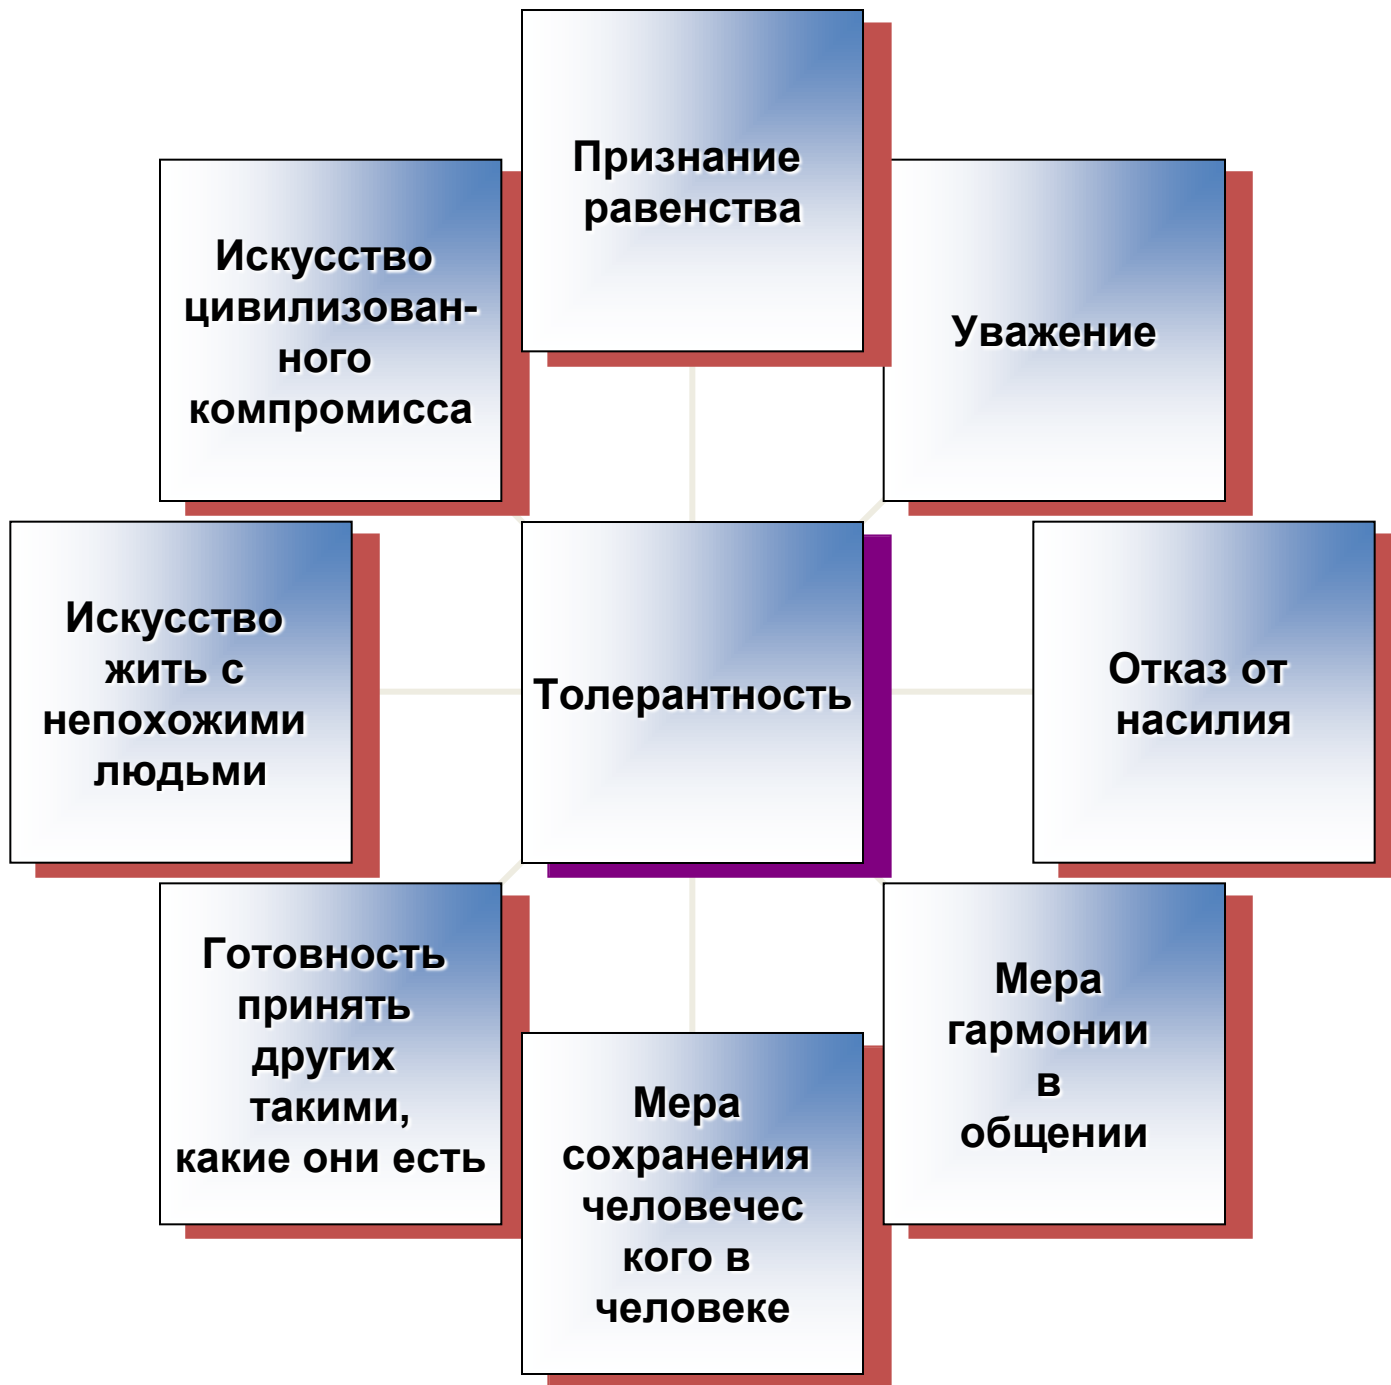 Признание
равенства
Уважение
Отказ от
насилия
Мера
гармонии
в
общении
Мера
сохранения
человечес
кого в
человеке
Готовность
принять
других
такими,
какие они есть
Искусство
жить с
непохожими
людьми
Искусство
цивилизован-
ного
компромисса
Толерантность